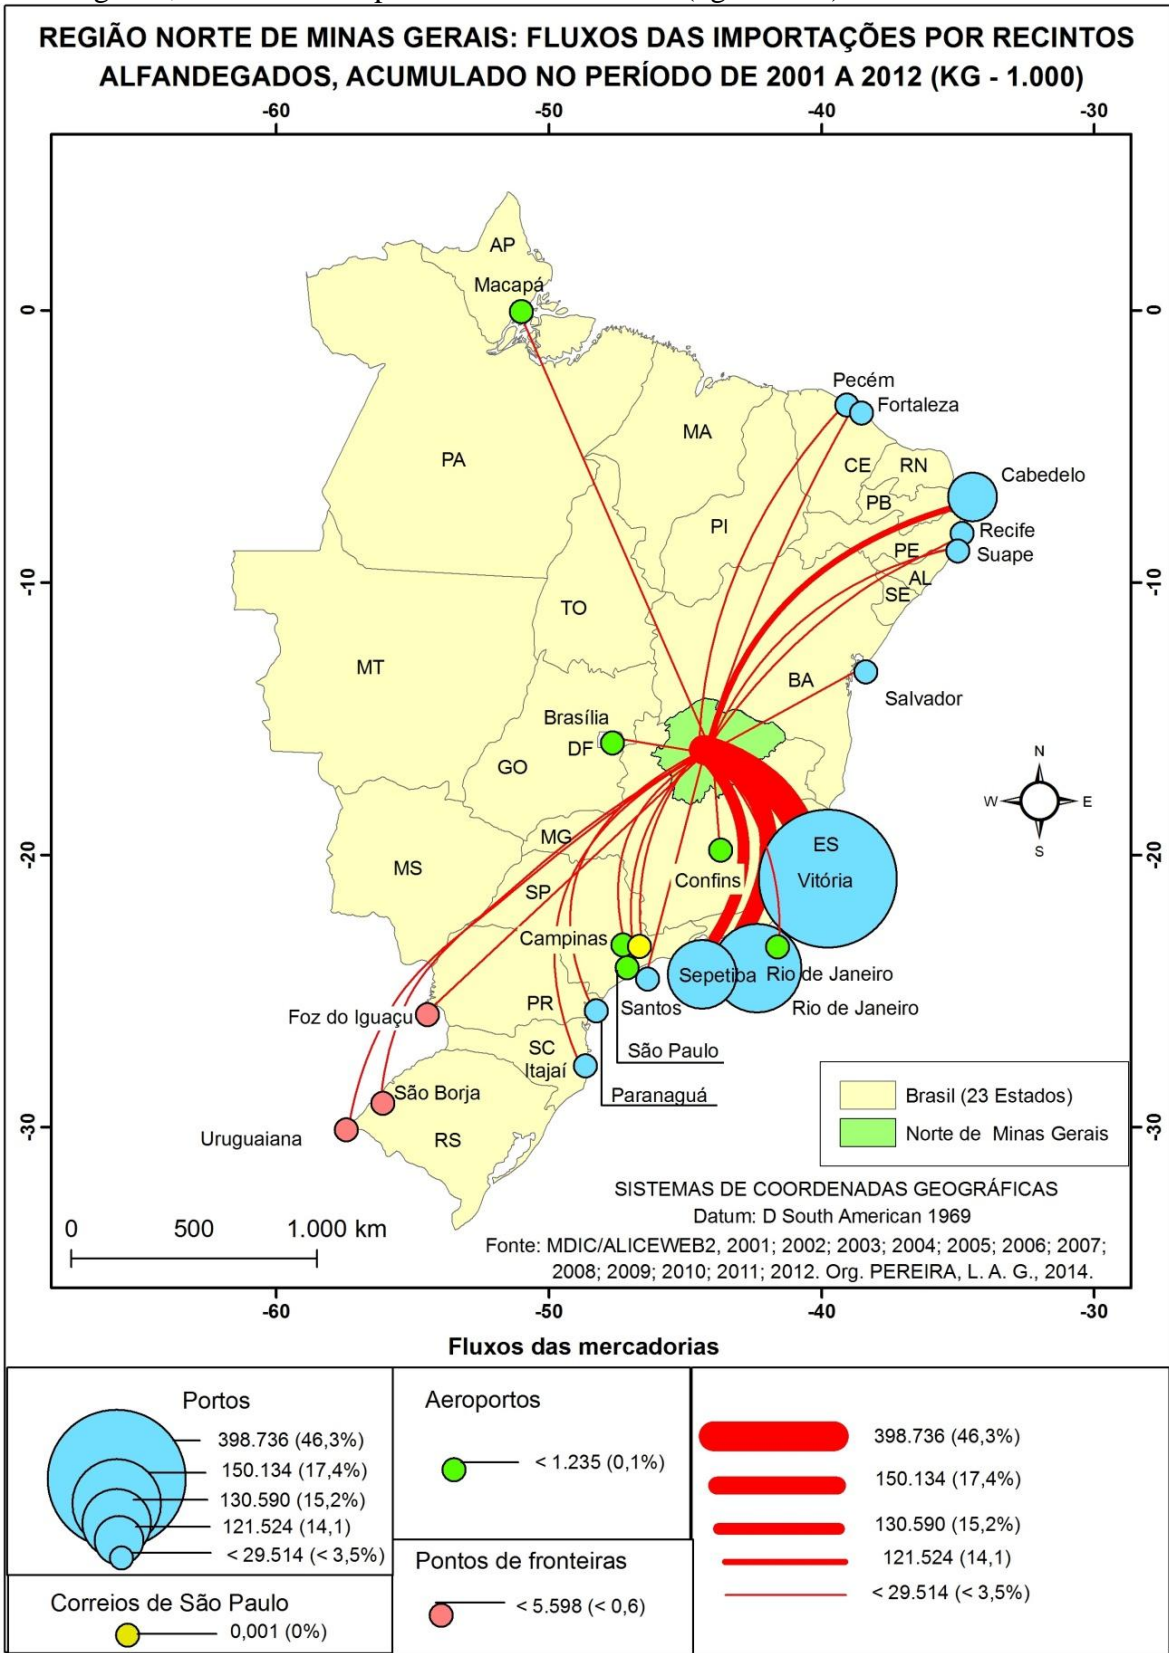 REGIÃO NORTE DE MINAS GERAIS: FLUXOS DAS IMPORTAÇÕES POR RECINTOS
ALFANDEGADOS, ACUMULADO NO PERÍODO DE 2001 A 2012 (KG - 1.000)
-60 -50 -40 -30
AP
Macapá
0 0
Pecém
Fortaleza
MA
CE RN
PA
Cabedelo
PB
PI
Recife
PE
Suape
-10 AL -10
SE
TO
MT
BA
Salvador
Brasília
DF
GO
N
W E
S
MG
ES
-20 -20
MS
Confins Vitória
SP
Campinas
Sepetiba Rio de Janeiro
PR Santos Rio de Janeiro
Foz do Iguaçu
SC São Paulo
Itajaí
São Borja Paranaguá
Brasil (23 Estados)
-30 -30
Uruguaiana
RS
Norte de Minas Gerais
SISTEMAS DE COORDENADAS GEOGRÁFICAS
Datum: D South American 1969
0 500 1.000 km
Fonte: MDIC/ALICEWEB2, 2001; 2002; 2003; 2004; 2005; 2006; 2007;
2008; 2009; 2010; 2011; 2012. Org. PEREIRA, L. A. G., 2014.
-60 -50 -40 -30
Fluxos das mercadorias
Portos
398.736 (46,3%)
150.134 (17,4%)
130.590 (15,2%)
121.524 (14,1)
< 29.514 (< 3,5%)
Correios de São Paulo
0,001 (0%)
Aeroportos
< 1.235 (0,1%)
Pontos de fronteiras
< 5.598 (< 0,6)
398.736 (46,3%)
150.134 (17,4%)
130.590 (15,2%)
121.524 (14,1)
< 29.514 (< 3,5%)